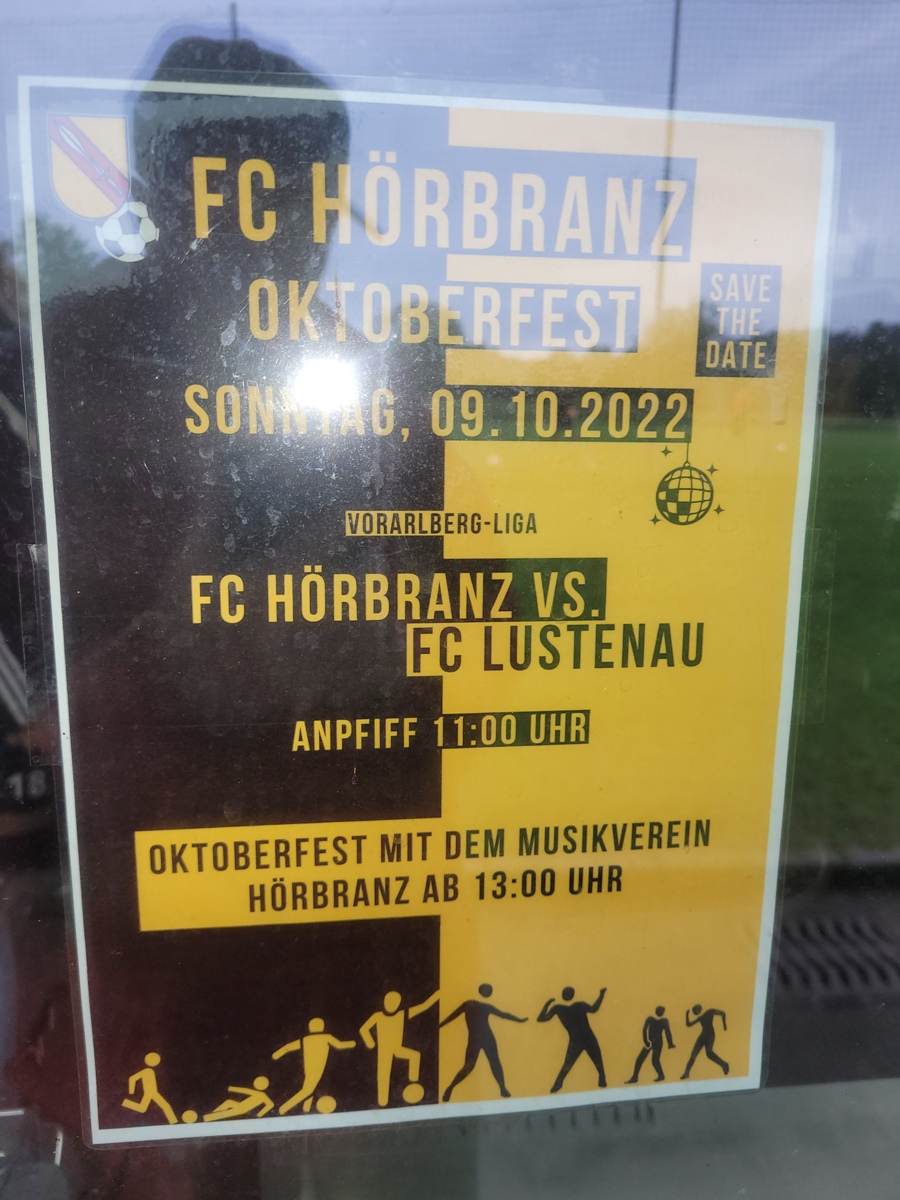 FC HÖRBRANZ
OKTOBERFEST
SAVE
THE
DATE
SONNTAG, 09.10.2022
VORARLBERG-LIGA
FC HÖRBRANZ VS.
FC LUSTENAU
ANPFIFF 11:00 UHR
OKTOBERFEST MIT DEM MUSIKVEREIN
HÖRBRANZ AB 13:00 UHR
18